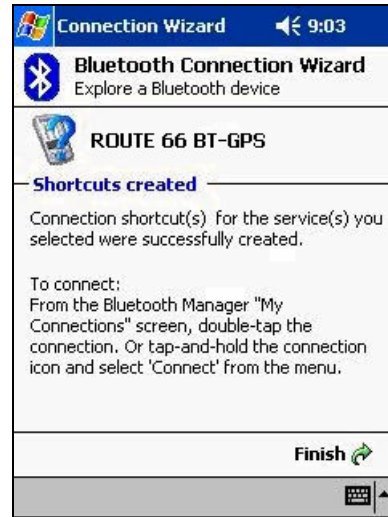 Connection Wizard 9:03
Bluetooth Connection Wizard
Explore a Bluetooth device
ROUTE 66 BT-GPS
Shortcuts created
Connection shortcut(s) for the service(s) you
selected were successfully created.
To connect:
From the Bluetooth Manager "My
Connections" screen, double-tap the
connection. Or tap-and-hold the connection
icon and select 'Connect' from the menu.
Finish